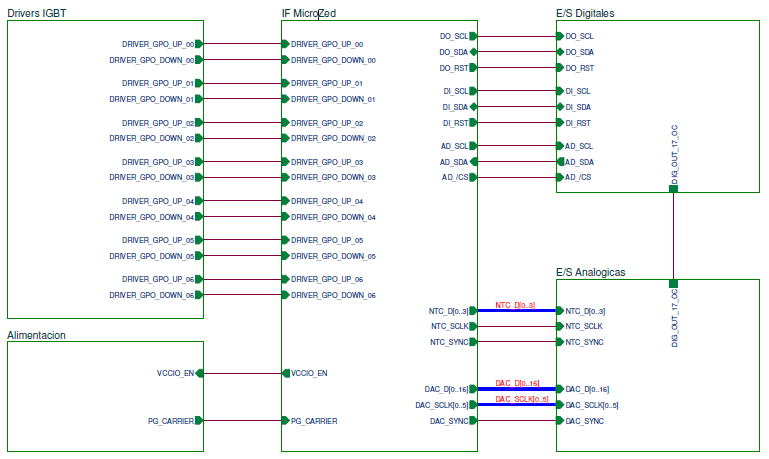 Drivers IGBT
DRIVER_GPO_UP_00
DRIVER_GPO_DOWN_00
DRIVER_GPO_UP_01
DRIVER_GPO_DOWN_01
DRIVER_GPO_UP_02
DRIVER_GPO_DOWN_02
DRIVER_GPO_UP_03
DRIVER_GPO_DOWN_03
DRIVER_GPO_UP_04
DRIVER_GPO_DOWN_04
DRIVER_GPO_UP_05
DRIVER_GPO_DOWN_05
DRIVER_GPO_UP_06
DRIVER_GPO_DOWN_06
Alimentacion
VCCIO_EN
PG_CARRIER
IF MicroZed
DRIVER_GPO_UP_00
DRIVER_GPO_DOWN_00
DRIVER_GPO_UP_01
DRIVER_GPO_DOWN_01
DRIVER_GPO_UP_02
DRIVER_GPO_DOWN_02
DRIVER_GPO_UP_03
DRIVER_GPO_DOWN_03
DRIVER_GPO_UP_04
DRIVER_GPO_DOWN_04
DRIVER_GPO_UP_05
DRIVER_GPO_DOWN_05
DRIVER_GPO_UP_06
DRIVER_GPO_DOWN_06
VCCIO_EN
PG_CARRIER
DO_SCL
DO_SDA
DO_RST
DI_SCL
DI_SDA
DI_RST
AD_SCL
AD_SDA
AD_/CS
NTC_D[0..3]
NTC_SCLK
NTC_SYNC
DAC_D[0..16]
DAC_SCLK[0..5]
DAC_SYNC
NTC_D[0..3]
DAC_D[0..16]
DAC_SCLK[0..5]
E/S Digitales
DO_SCL
DO_SDA
DO_RST
DI_SCL
DI_SDA
DI_RST
AD_SCL
AD_SDA
AD_/CS
DIG_OUT_17_OC
E/S Analogicas
DIG_OUT_17_OC
NTC_D[0..3]
NTC_SCLK
NTC_SYNC
DAC_D[0..16]
DAC_SCLK[0..5]
DAC_SYNC